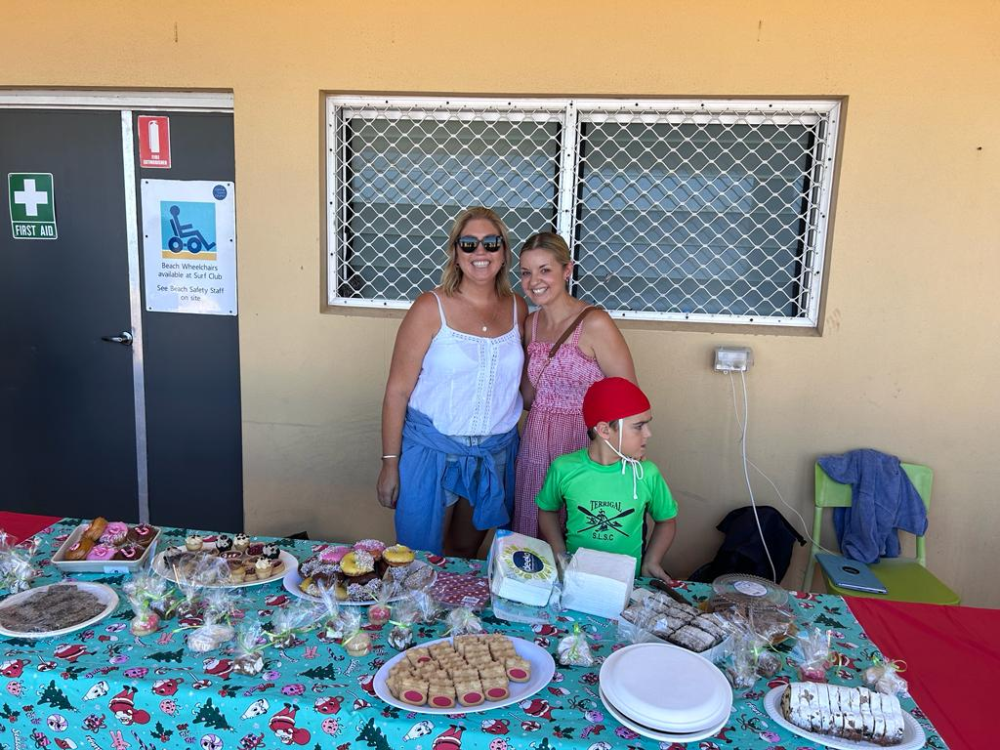 FIRE
EXTINGUISHER
FIRST AID
Beach Wheelchairs
available at Surf Club
See Beach Safety Staff
on site
TERRIGAL
S.L.S.C